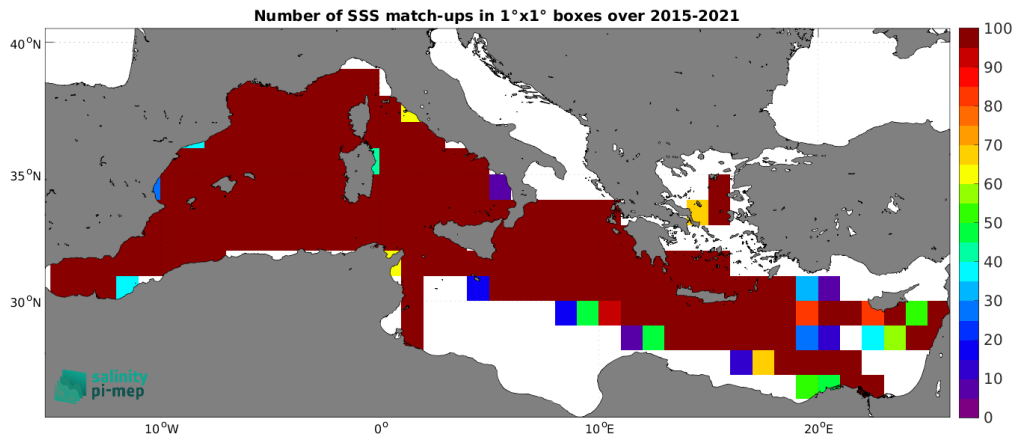 Number of SSS match-ups in 1°x1° boxes over 2015-2021
40°N
35°N
30°N
10°W
0°
10°E
20°E
100
90
80
70
60
50
40
30
20
10
0
salinity
pi-mep